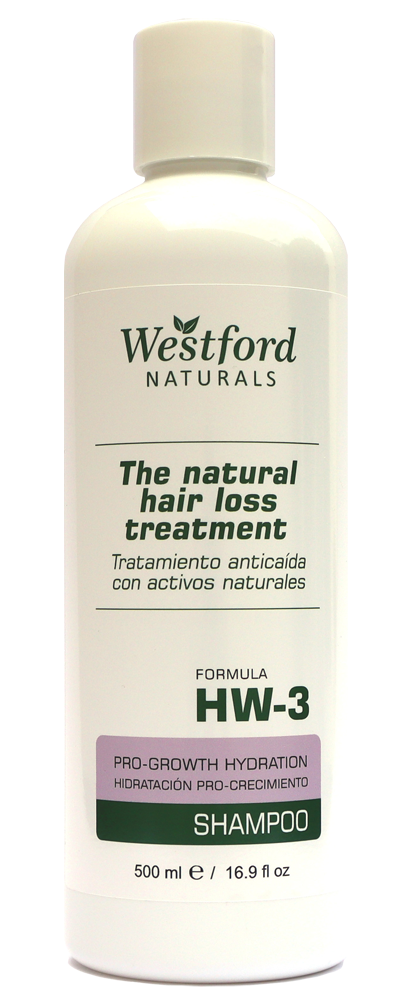 Westford
NATURALS
The natural
hair loss
treatment
Tratamiento anticaída
con activos naturales
FORMULA
HW-3
PRO-GROWTH HYDRATION
HIDRATACIÓN PRO-CRECIMIENTO
SHAMPOO
500 ml ℮ / 16.9 fl oz